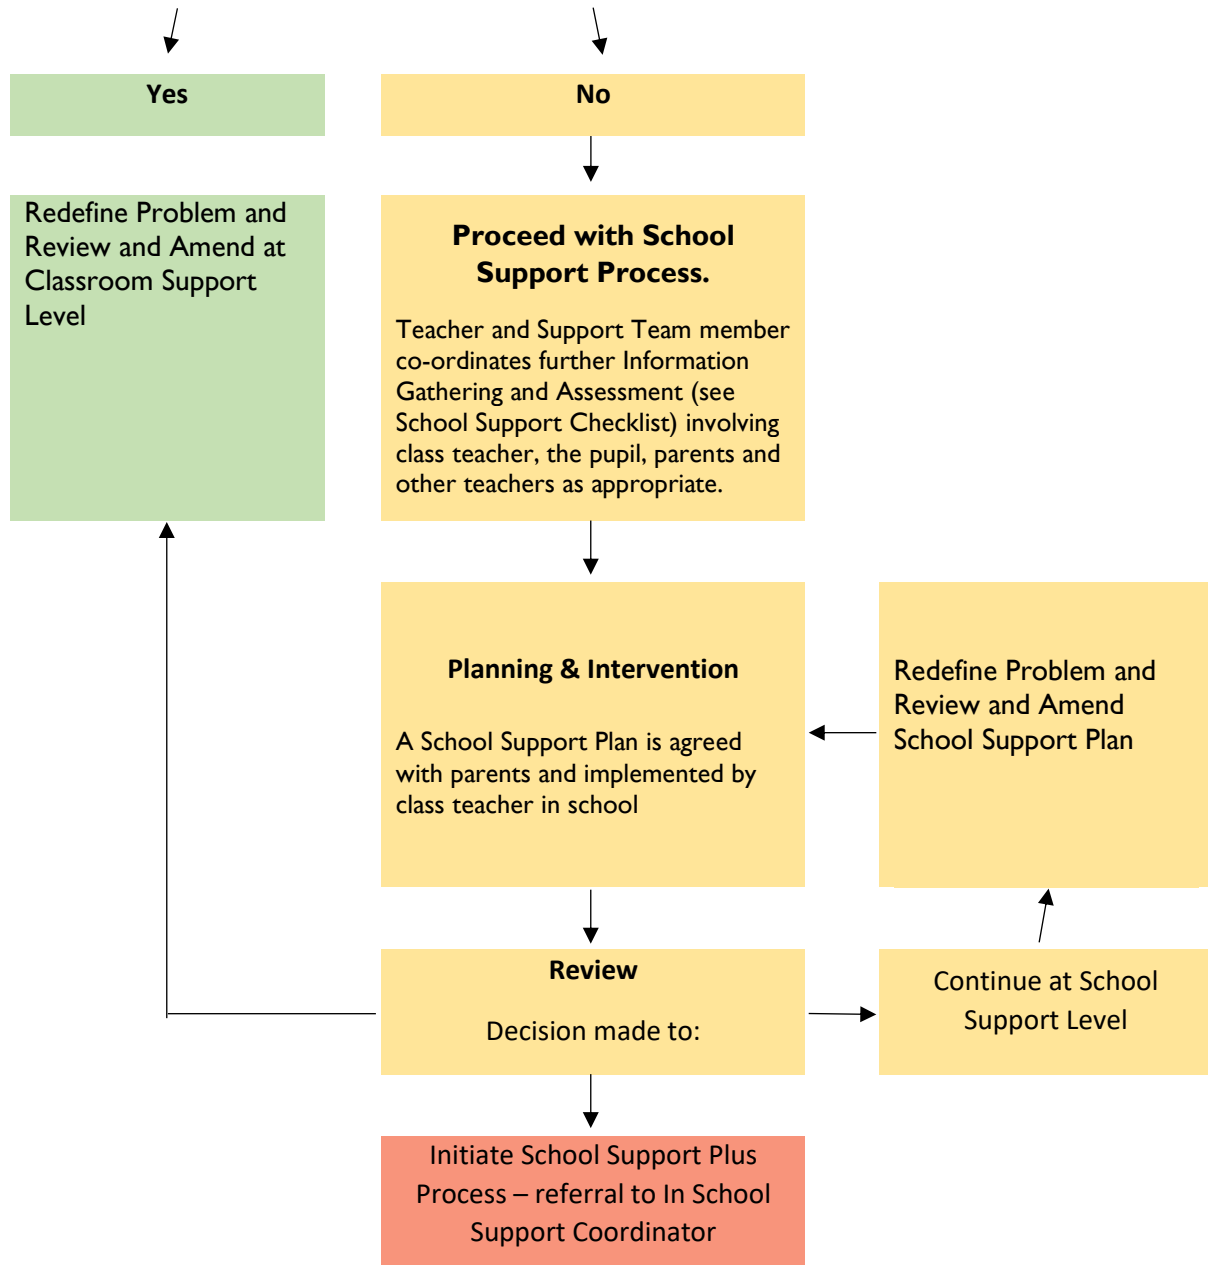 Yes
No
Redefine Problem and
Review and Amend at
Classroom Support
Level
Proceed with School
Support Process.
Teacher and Support Team member
co-ordinates further Information
Gathering and Assessment (see
School Support Checklist) involving
class teacher, the pupil, parents and
other teachers as appropriate.
Planning & Intervention
A School Support Plan is agreed
with parents and implemented by
class teacher in school
Redefine Problem and
Review and Amend
School Support Plan
Review
Decision made to:
Continue at School
Support Level
Initiate School Support Plus
Process – referral to In School
Support Coordinator